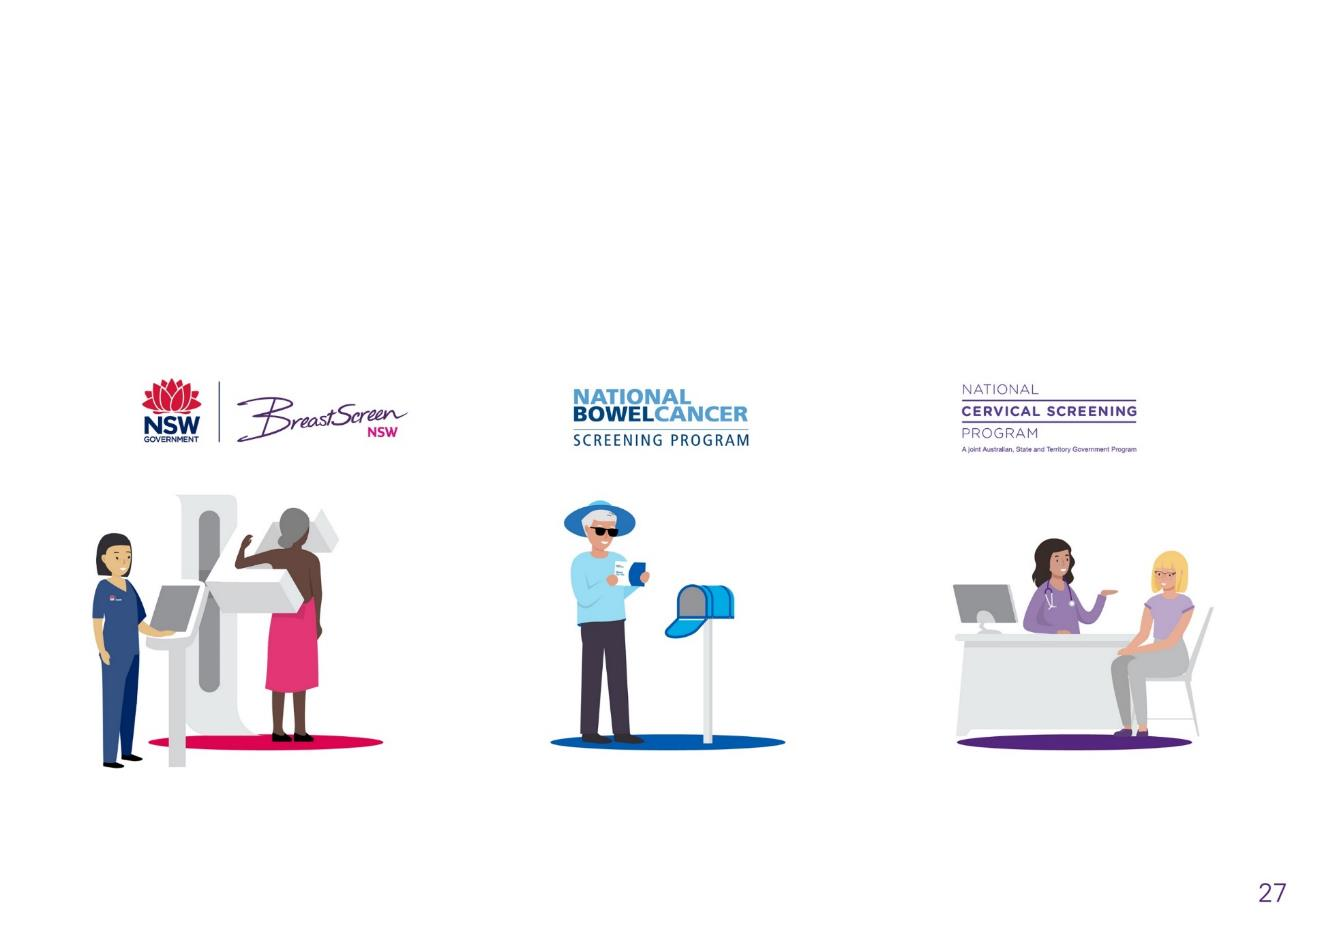 NSW
GOVERNMENT
BreastScreen
NSW
NATIONAL
BOWELCANCER
SCREENING PROGRAM
NATIONAL
CERVICAL SCREENING
PROGRAM
A joint Australian, State and Territory Government Program
27